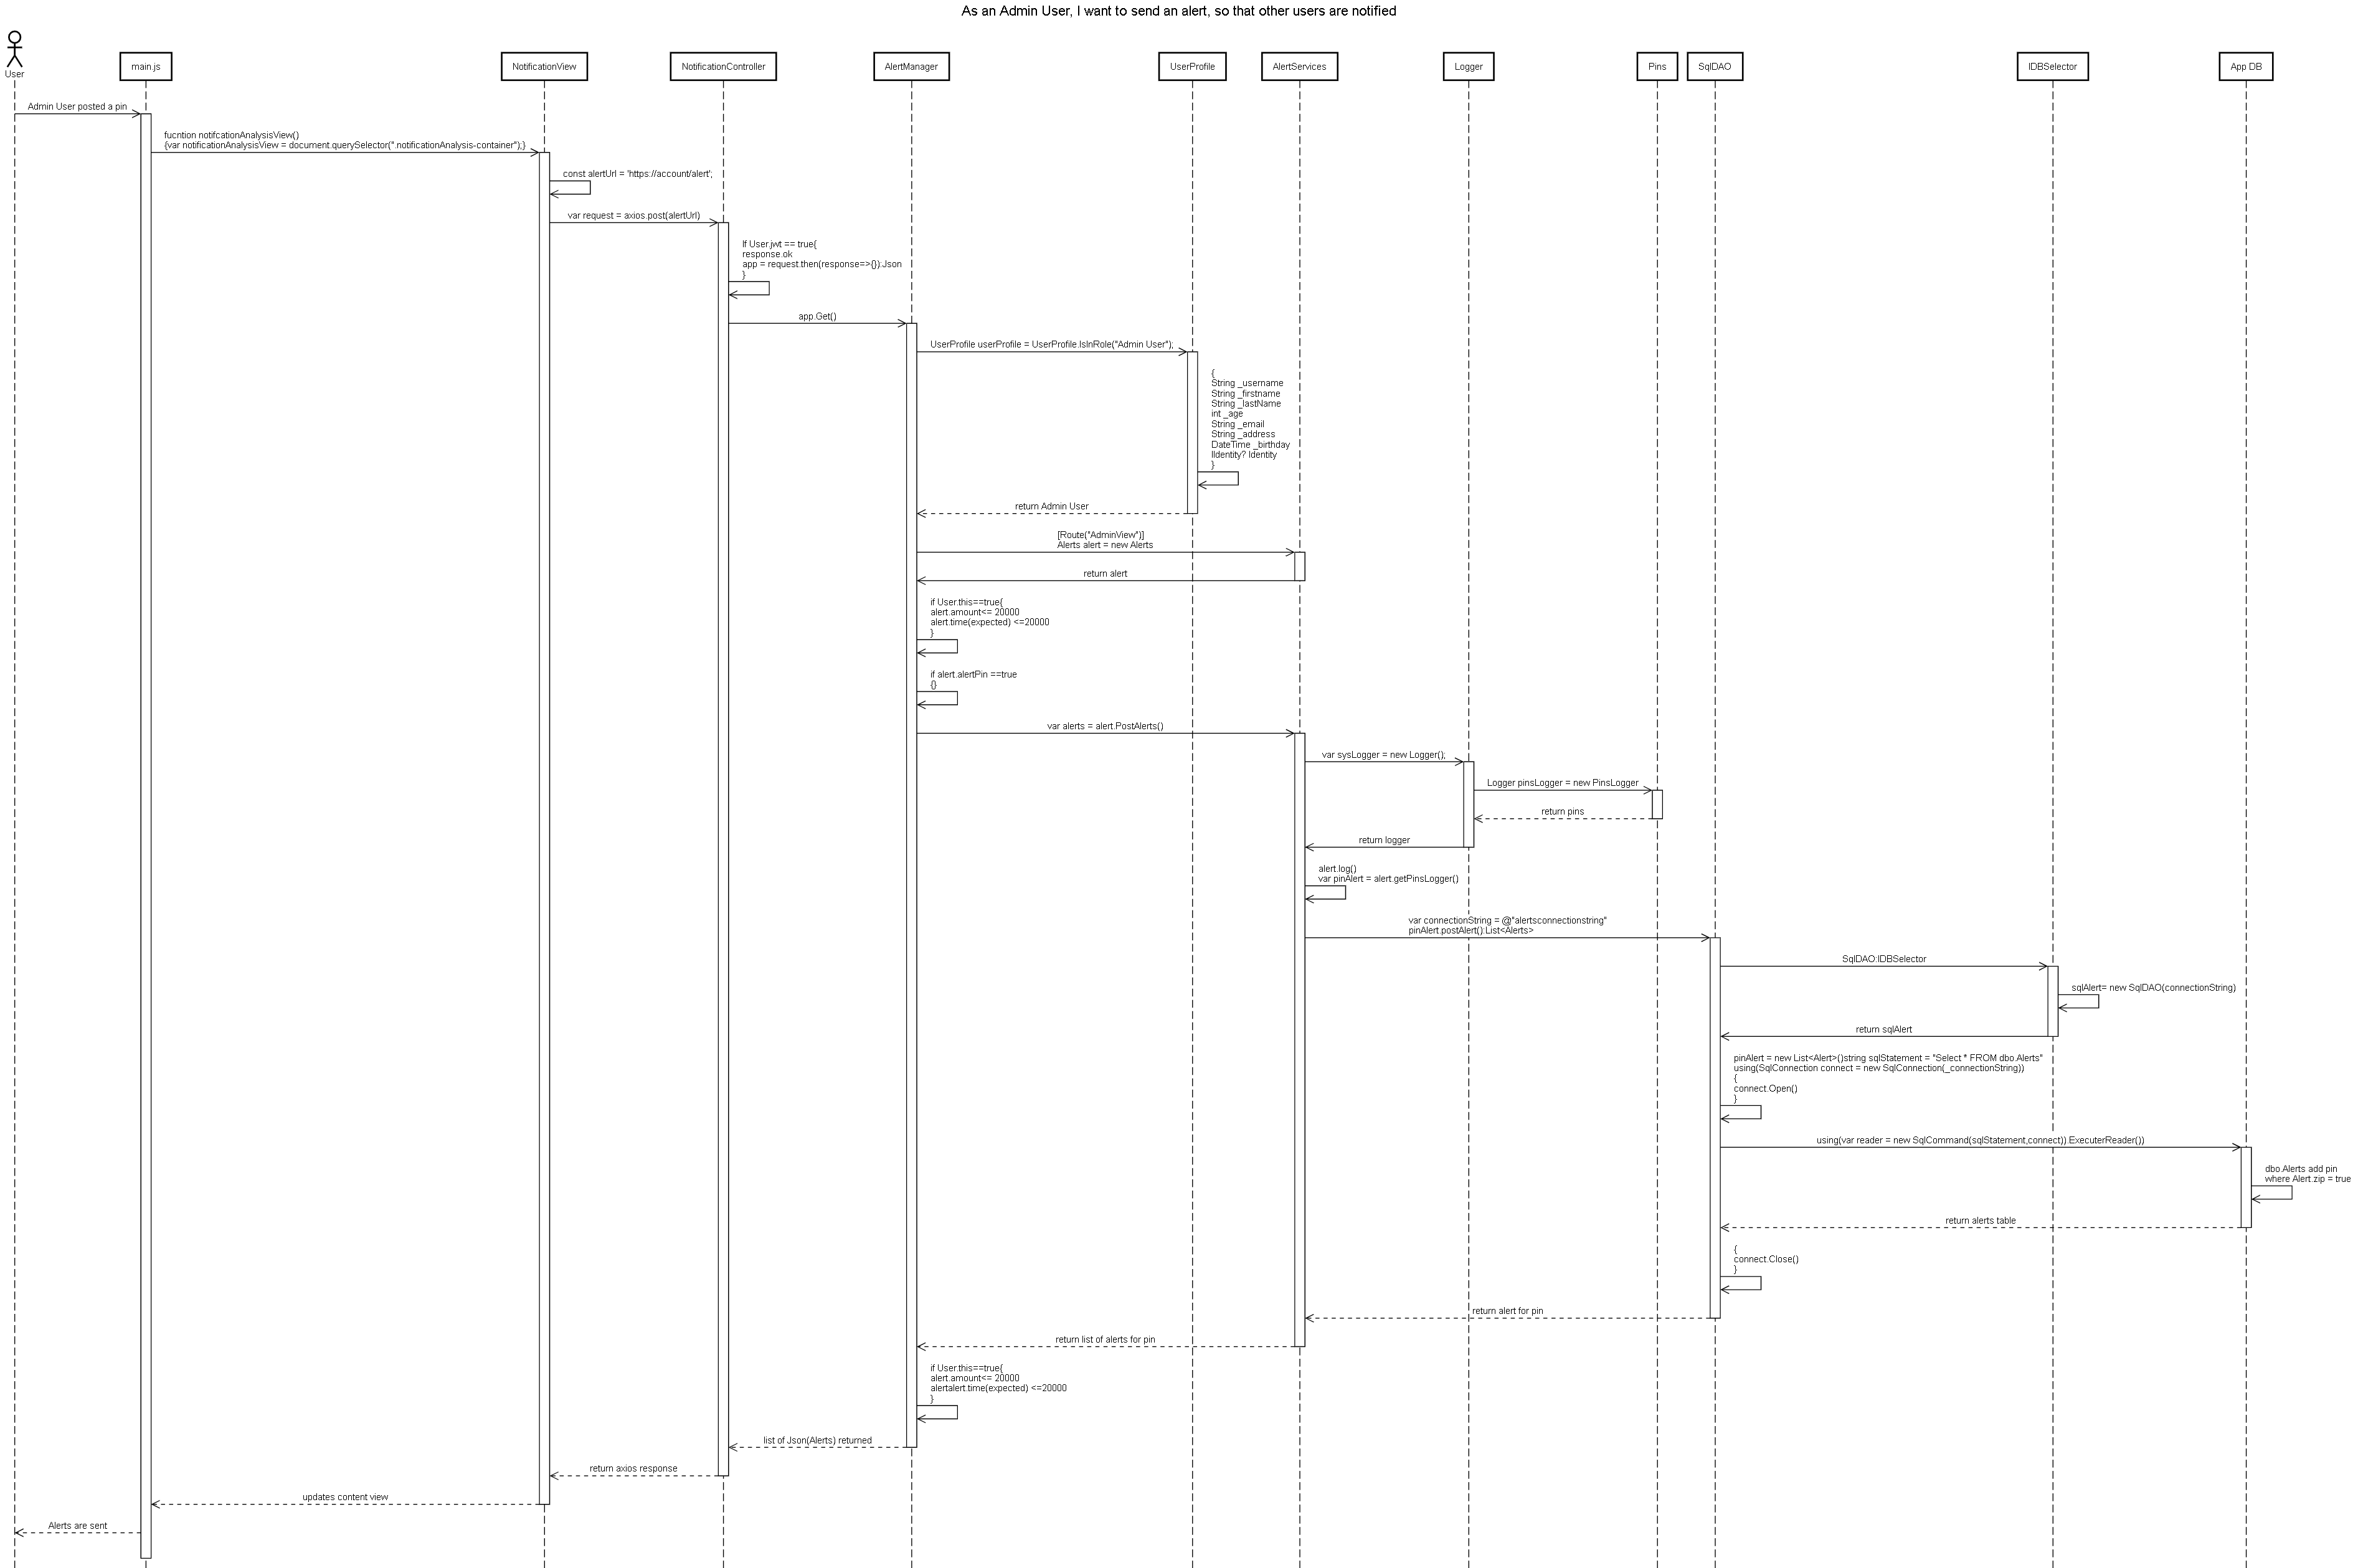 As an Admin User, I want to send an alert, so that other users are notified
User
main.js
NotificationView
NotificationController
AlertManager
UserProfile
AlertServices
Logger
Pins
SqlDAO
IDBSelector
App DB
Admin User posted a pin
fucntion notifcationAnalysisView()
{var notificationAnalysisView = document.querySelector(".notificationAnalysis-container");}
const alertUrl = 'https://account/alert';
var request = axios.post(alertUrl)
If User.jwt == true{
response.ok
app = request.then(response=>{}):Json
}
app.Get()
UserProfile userProfile = UserProfile.IsInRole("Admin User");
{
String _username
String _firstname
String _lastName
int _age
String _email
String _address
DateTime _birthday
IIdentity? Identity
}
return Admin User
[Route("AdminView")]
Alerts alert = new Alerts
return alert
if User.this==true{
alert.amount<= 20000
alert.time(expected) <=20000
}
if alert.alertPin ==true
{}
var alerts = alert.PostAlerts()
var sysLogger = new Logger();
Logger pinsLogger = new PinsLogger
return pins
return logger
alert.log()
var pinAlert = alert.getPinsLogger()
var connectionString = @"alertsconnectionstring"
pinAlert.postAlert():List<Alerts>
SqlDAO:IDBSelector
sqlAlert= new SqlDAO(connectionString)
return sqlAlert
pinAlert = new List<Alert>()string sqlStatement = "Select * FROM dbo.Alerts"
using(SqlConnection connect = new SqlConnection(_connectionString))
{
connect.Open()
}
using(var reader = new SqlCommand(sqlStatement,connect)).ExecuterReader())
dbo.Alerts add pin
where Alert.zip = true
return alerts table
{
connect.Close()
}
return alert for pin
return list of alerts for pin
if User.this==true{
alert.amount<= 20000
alertalert.time(expected) <=20000
}
list of Json(Alerts) returned
return axios response
updates content view
Alerts are sent